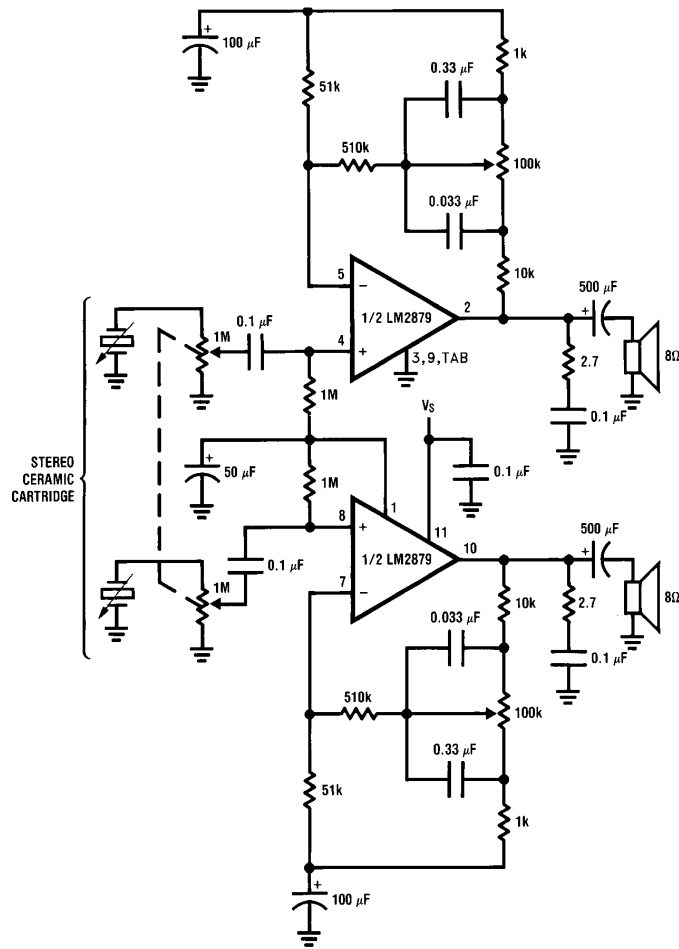 100 μF
+
1k
0.33 μF
51k
510k
100k
0.033 μF
10k
5
−
500 μF
0.1 μF
1/2 LM2879
2
+
1M
4
+
3,9,TAB
2.7
8Ω
1M
VS
0.1 μF
STEREO
CERAMIC
CARTRIDGE
+
50 μF
1M
1
0.1 μF
8
+
11
500 μF
1M
0.1 μF
1/2 LM2879
10
+
7
−
10k
2.7
8Ω
0.033 μF
0.1 μF
510k
100k
0.33 μF
51k
1k
+
100 μF